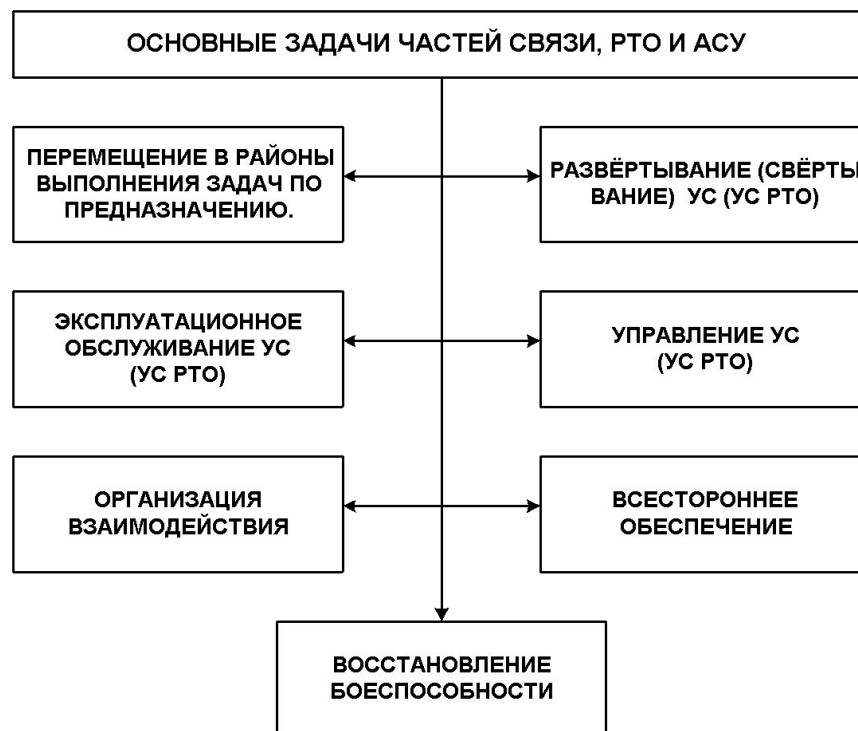 ОСНОВНЫЕ ЗАДАЧИ ЧАСТЕЙ СВЯЗИ, РТО И АСУ
ПЕРЕМЕЩЕНИЕ В РАЙОНЫ
ВЫПОЛНЕНИЯ ЗАДАЧ ПО
ПРЕДНАЗНАЧЕНИЮ.
РАЗВЁРТЫВАНИЕ (СВЁРТЫ
ВАНИЕ) УС (УС РТО)
ЭКСПЛУАТАЦИОННОЕ
ОБСЛУЖИВАНИЕ УС
(УС РТО)
УПРАВЛЕНИЕ УС
(УС РТО)
ОРГАНИЗАЦИЯ
ВЗАИМОДЕЙСТВИЯ
ВСЕСТОРОННЕЕ
ОБЕСПЕЧЕНИЕ
ВОССТАНОВЛЕНИЕ
БОЕСПОСОБНОСТИ